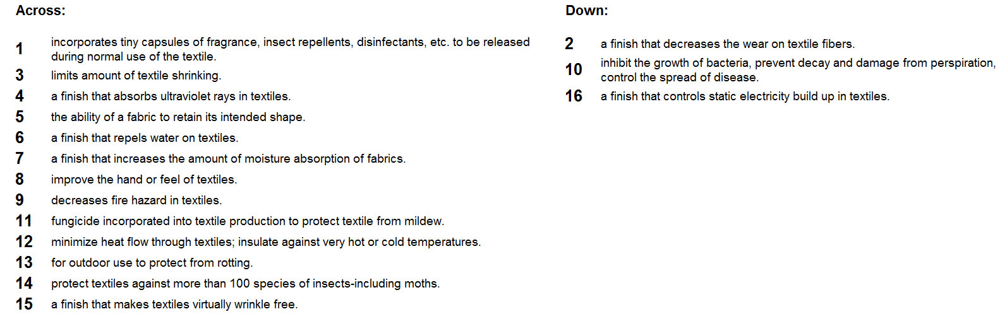 Across:
1 incorporates tiny capsules of fragrance, insect repellents, disinfectants, etc. to be released
during normal use of the textile.
3 limits amount of textile shrinking.
4 a finish that absorbs ultraviolet rays in textiles.
5 the ability of a fabric to retain its intended shape.
6 a finish that repels water on textiles.
7 a finish that increases the amount of moisture absorption of fabrics.
8 improve the hand or feel of textiles.
9 decreases fire hazard in textiles.
11 fungicide incorporated into textile production to protect textile from mildew.
12 minimize heat flow through textiles; insulate against very hot or cold temperatures.
13 for outdoor use to protect from rotting.
14 protect textiles against more than 100 species of insects-including moths.
15 a finish that makes textiles virtually wrinkle free.
Down:
2 a finish that decreases the wear on textile fibers.
10 inhibit the growth of bacteria, prevent decay and damage from perspiration,
control the spread of disease.
16 a finish that controls static electricity build up in textiles.